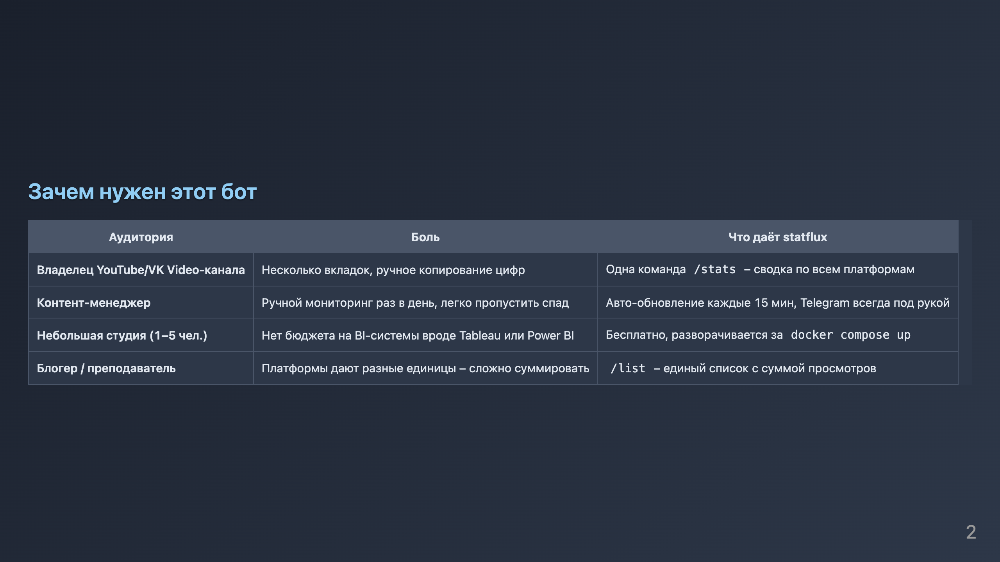 Зачем нужен этот бот
Аудитория Боль Что даёт statflux
Владелец YouTube/VK Video-канала Несколько вкладок, ручное копирование цифр Одна команда /stats – сводка по всем платформам
Контент-менеджер Ручной мониторинг раз в день, легко пропустить спад Авто-обновление каждые 15 мин, Telegram всегда под рукой
Небольшая студия (1–5 чел.) Нет бюджета на BI-системы вроде Tableau или Power BI Бесплатно, разворачивается за docker compose up
Блогер / преподаватель Платформы дают разные единицы – сложно суммировать /list – единый список с суммой просмотров
2